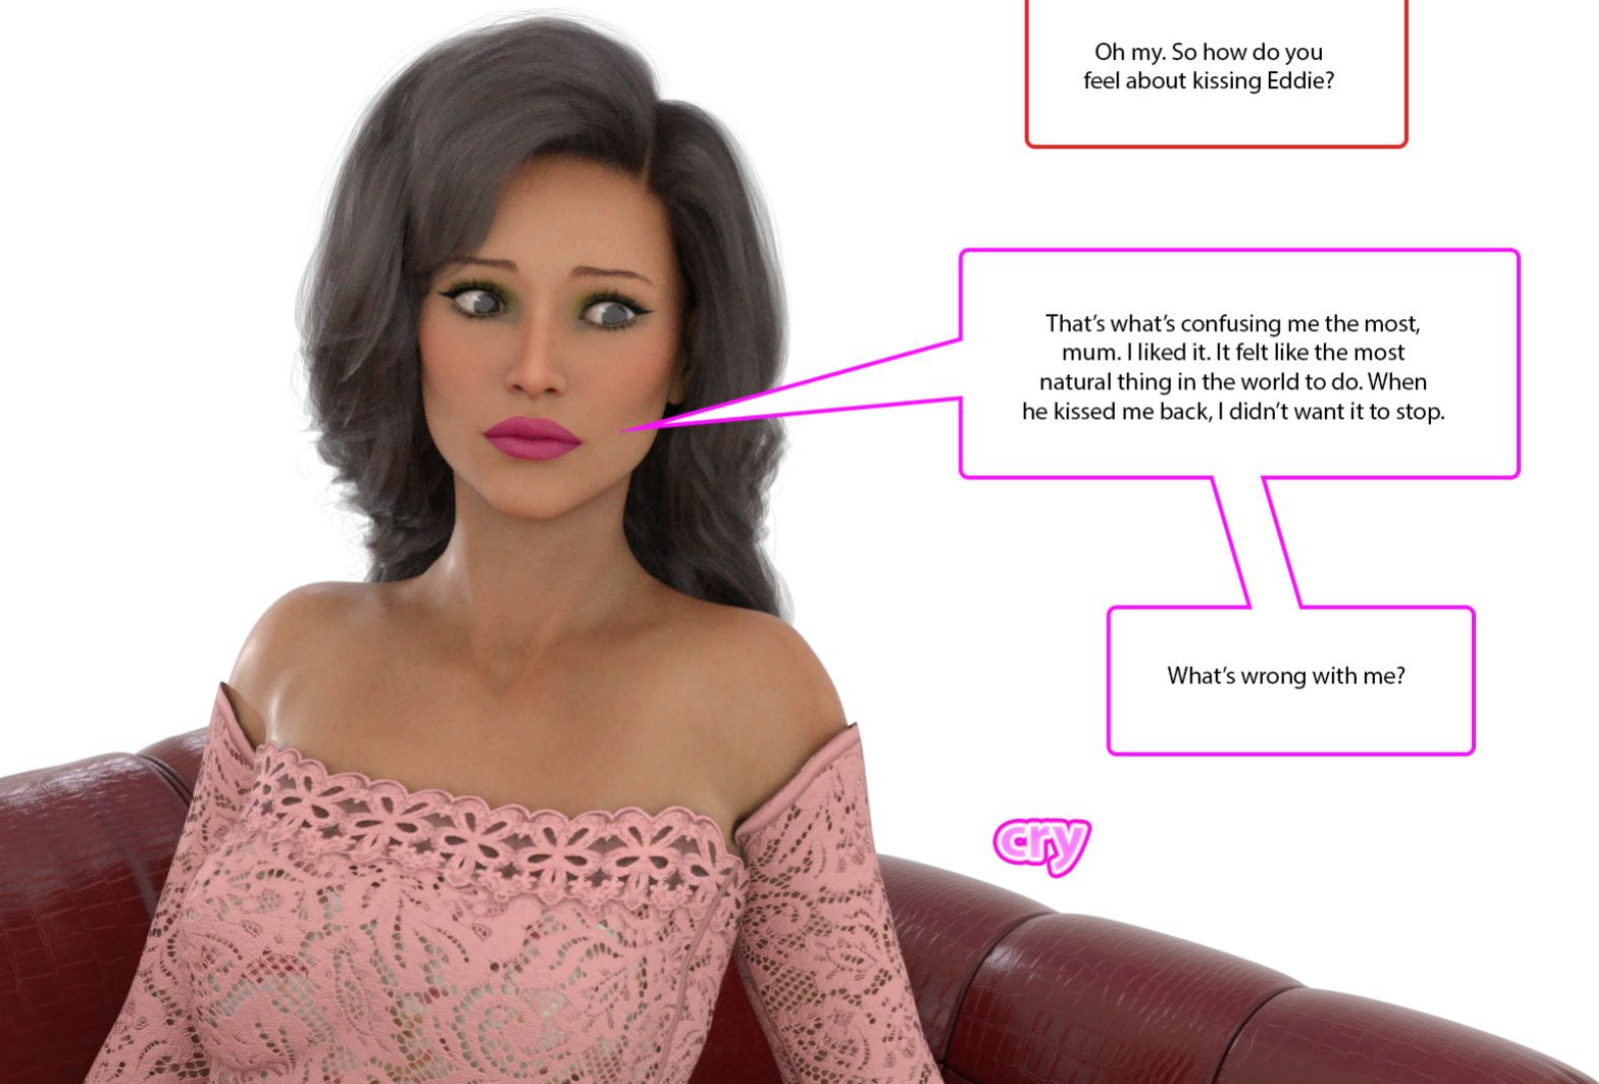 Oh my. So how do you
feel about kissing Eddie?
That's what's confusing me the most,
mum. I liked it. It felt like the most
natural thing in the world to do. When
he kissed me back, I didn't want it to stop.
What's wrong with me?
cry